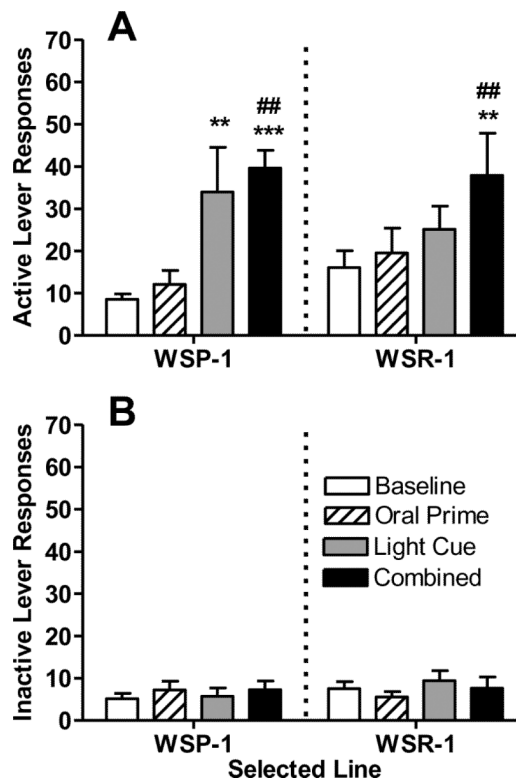 A
Active Lever Responses
70
60
50
40
30
20
10
0
**
##
***
##
**
WSP-1
WSR-1
B
Inactive Lever Responses
70
60
50
40
30
20
10
0
Baseline
Oral Prime
Light Cue
Combined
WSP-1
WSR-1
Selected Line